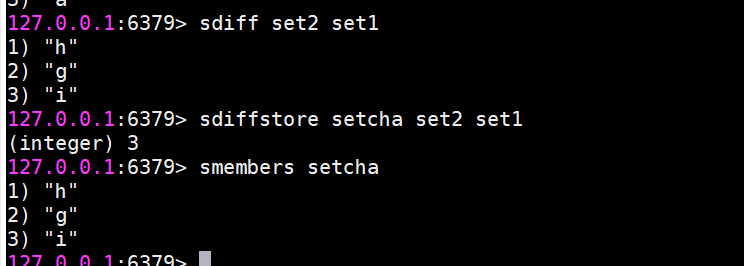 3) "a"
127.0.0.1:6379> sdiff set2 set1
1) "h"
2) "g"
3) "i"
127.0.0.1:6379> sdiffstore setcha set2 set1
(integer) 3
127.0.0.1:6379> smembers setcha
1) "h"
2) "g"
3) "i"
127.0.0.1:6379>